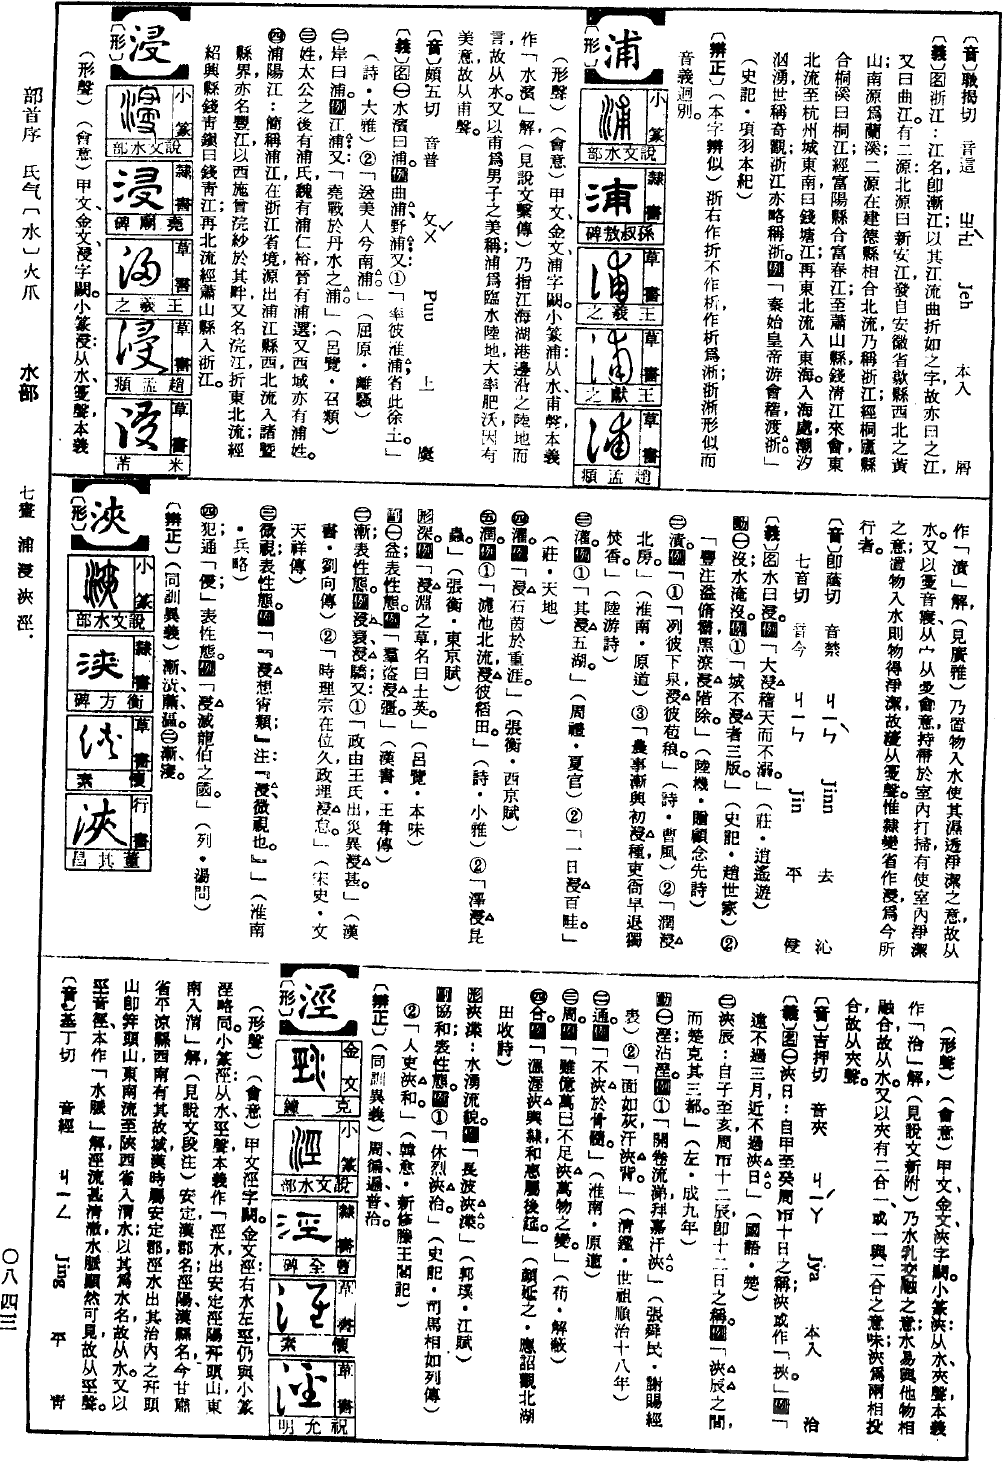 〔音〕職揭切　音這　ㄓㄜˊ　Jeh　本入　屑
〔義〕图浙江：江名卽漸江以其江流曲折如之字故亦曰之江，
又曰曲江有二源北源曰新安江發自安徽省歙縣西北之黃
山；南源爲蘭溪二源在建德縣相合北流乃稱浙江；經桐廬縣
合桐溪曰桐江；經富陽縣合富春江；至蕭山縣錢清江來會東
北流至杭州城東南曰錢塘江；再東北流入東海。入海處潮汐
洶湧世稱奇觀浙江亦略稱浙。例「秦始皇帝游會稽渡浙」
（史記・項羽本紀）
〔辨正〕（本字辨似）浙右作折不作析，作析爲淅浙淅形似而
音義迥別。
浦〔形〕
小篆　說文水部
隸書　孫叔敖碑
草書　王羲之
草書　王獻之
草書　趙孟頫
（形聲）（會意）甲文、金文、浦字闕。小篆浦：从水、甫聲，本義
作「水濱」解，（見說文繫傳）乃指江海湖港邊沿之陸地而
言，故从水。又以甫爲男子之美稱浦爲臨水陸地大率肥沃，因有
美意，故从甫聲。
〔音〕頗五切　音普　ㄆㄨˇ　Puu　上　麌
〔義〕图㊀水濱曰浦。例曲浦野浦又①「率彼淮浦省此徐土」
（詩・大雅）②「送美人兮南浦」（屈原・離騷）
㊁岸曰浦。例江浦又「堯戰於丹水之浦」（呂覽・召類）
㊂姓太公之後有浦氏；魏有浦仁裕；晉有浦選又西域亦有浦姓。
㊃浦陽江：簡稱浦江在浙江省境，源出浦江縣西，北流入諸暨
縣界亦名豐江；以西施嘗浣紗於其畔又名浣江；折東北流，經
紹興縣錢清鎮曰錢清江；再北流經蕭山縣入浙江。
浸〔形〕
小篆　說文水部
隸書　堯廟碑
草書　王羲之
草書　趙孟頫
草書　米芾
（形聲）（會意）甲文、金文、浸字闕。小篆浸：从水、㝱聲，本義
作「漬」解，（見廣雅）乃置物入水使其濕透淨潔之意，故从
水。又以㝱音寢，从宀从㝱會意，持帚於室內打掃有使室內淨潔
之意，置物入水則物得淨潔故浸从㝱聲。惟隸變省作浸爲今所
行者。
〔音〕卽蔭切　音禁　ㄐㄧㄣˋ　Jinn　去　沁
七首切　音今　ㄐㄧㄣ　Jin　平　侵
〔義〕图水曰浸。例「大浸稽天而不溺」（莊・逍遙遊）
動㊀沒水淹沒。例①「城不浸者三版」（史記・趙世家）②
「豐注溢脩霤黑潦浸階除」（陸機・贈顧念先詩）
㊁漬。例①「洌彼下泉浸彼苞稂」（詩・曹風）②「潤浸
北房」（淮南・原道）③「農事漸興初浸種吏衙早退獨
焚香」（陸游詩）
㊂灌。例①「其浸五湖。」（周禮・夏官）②「一日浸百畦」
（莊・天地）
㊃濯。例「浸石菌於重涯」（張衡・西京賦）
㊄潤。例①「滮池北流浸彼稻田」（詩・小雅）②「澤浸昆
蟲」（張衡・東京賦）
形深。例「浸淵之草名曰土英。」（呂覽・本味）
副㊀益表性態。例「羣盜浸彊。」（漢書・王尊傳）
㊁漸，表性態。例浸衰浸驕；又①「政由王氏出，災異浸甚。」（漢
書・劉向傳）②「時理宗在位久政理浸怠。」（宋史・文
天祥傳）
㊂微視表性態。例「『浸想宵類』注『浸微視也。』」（淮南
・兵略）
㊃犯通「侵」表性態。例「浸減龍伯之國」（列・湯問）
〔辨正〕（同訓異義）漸、漬、薰、漚。㊁漸、寖。
浹〔形〕
小篆　說文水部
隸書　衡方碑
草書　懷素
行書　董其昌
（形聲）（會意）甲文、金文、浹字闕。小篆浹：从水、夾聲，本義
作「洽」解，（見說文新附）乃水乳交融之意，水易與他物相
融合故从水。又以夾有二合一、或一與二合之意味浹爲兩相投
合，故从夾聲。
〔音〕吉押切　音夾　ㄐㄧㄚˊ　Jya　本入　洽
〔義〕图㊀浹日：自甲至癸周帀十日之稱浹或作「挾」例「
遠不過三月近不過浹日」（國語・楚）
㊁浹辰：自子至亥周帀十二辰卽十二日之稱。例「浹辰之間，
而楚克其三都」（左・成九年）
動㊀溼沾溼。例①「開卷流涕拜嘉汗浹」（張舜民・謝賜經
表）②「面如灰汗浹背」（清鑑・世祖順治十八年）
㊁通。例「不浹於骨髓」（淮南・原道）
㊂周。例「雖億萬已不足浹萬物之變」（荀・解蔽）
㊃合。例「溫渥浹輿隸和惠屬後筵」（顏延之・應詔觀北湖
田收詩）
形浹渫：水湧流貌。例「長波浹渫」（郭璞・江賦）
副協和表性態。例①「休烈浹洽。」（史記・司馬相如列傳）
②「人吏浹和」（韓愈・新修滕王閣記）
〔辨正〕（同訓異義）周、徧、遍、普、洽。
涇〔形〕
金文　克鐘
小篆　說文水部
隸書　曹全碑
草書　懷素
草書　祝允明
（形聲）（會意）甲文涇字闕。金文涇：右水左巠仍與小篆
涇略同。小篆涇：从水、巠聲，本義作「涇水出安定涇陽幵頭山，東
南入渭」解，（見說文段注）安定，漢郡名；涇陽漢縣名，今甘肅
省平涼縣西南有其故城，漢時屬安定郡；涇水出其治內之幵頭
山卽笄頭山東南流至陝西省入渭水，以其爲水名故从水。又以
巠音徑，本作「水脈」解，涇流甚清澈，水脈顯然可見，故从巠聲。
〔音〕基丁切　音經　ㄐㄧㄥ　Jing　平　青
部首序　氏气〔水〕火爪　水部　七畫　浦浸浹涇．　〇八四三